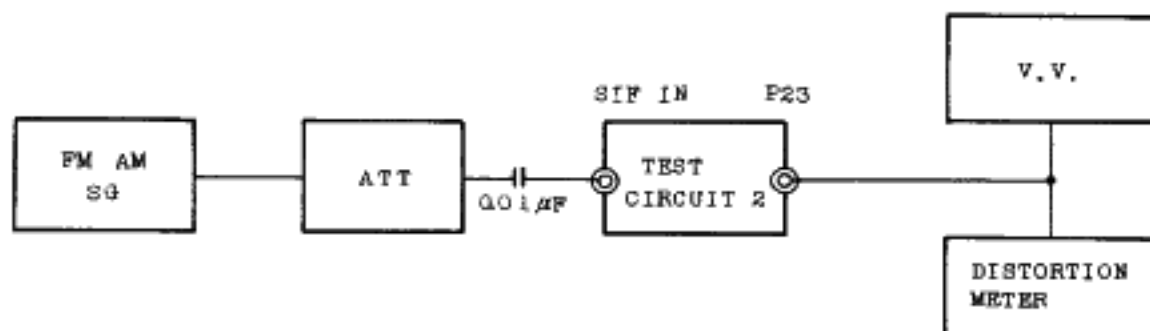 FM AM
SG
ATT
0.01μF
SIF IN
P23
TEST
CIRCUIT 2
V.V.
DISTORTION
METER